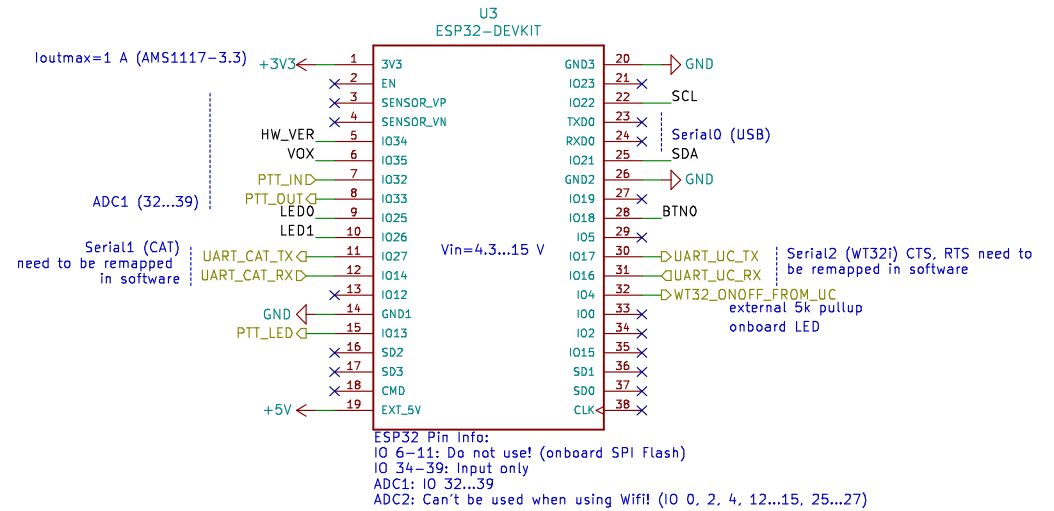 U3
ESP32-DEVKIT
Ioutmax=1 A (AMS1117-3.3)
+3V3 1 3V3
2 EN
3 SENSOR_VP
4 SENSOR_VN
HW_VER 5 IO34
VOX 6 IO35
PTT_IN 7 IO32
PTT_OUT 8 IO33
LED0 9 IO25
LED1 10 IO26
UART_CAT_TX 11 IO27
UART_CAT_RX 12 IO14
13 IO12
GND 14 GND1
PTT_LED 15 IO13
16 SD2
17 SD3
18 CMD
+5V 19 EXT_5V
ADC1 (32...39)
Serial1 (CAT)
need to be remapped
in software
Vin=4.3...15 V
GND3 20 GND
IO23 21
IO22 22 SCL
TXD0 23
RXD0 24
IO21 25 SDA
GND2 26 GND
IO19 27
IO18 28 BTN0
IO5 29
IO17 30 UART_UC_TX
IO16 31 UART_UC_RX
IO4 32 WT32_ONOFF_FROM_UC
IO0 33
IO2 34
IO15 35
SD1 36
SD0 37
CLK 38
Serial0 (USB)
Serial2 (WT32i) CTS, RTS need to
be remapped in software
external 5k pullup
onboard LED
ESP32 Pin Info:
IO 6-11: Do not use! (onboard SPI Flash)
IO 34-39: Input only
ADC1: IO 32...39
ADC2: Can't be used when using Wifi! (IO 0, 2, 4, 12...15, 25...27)